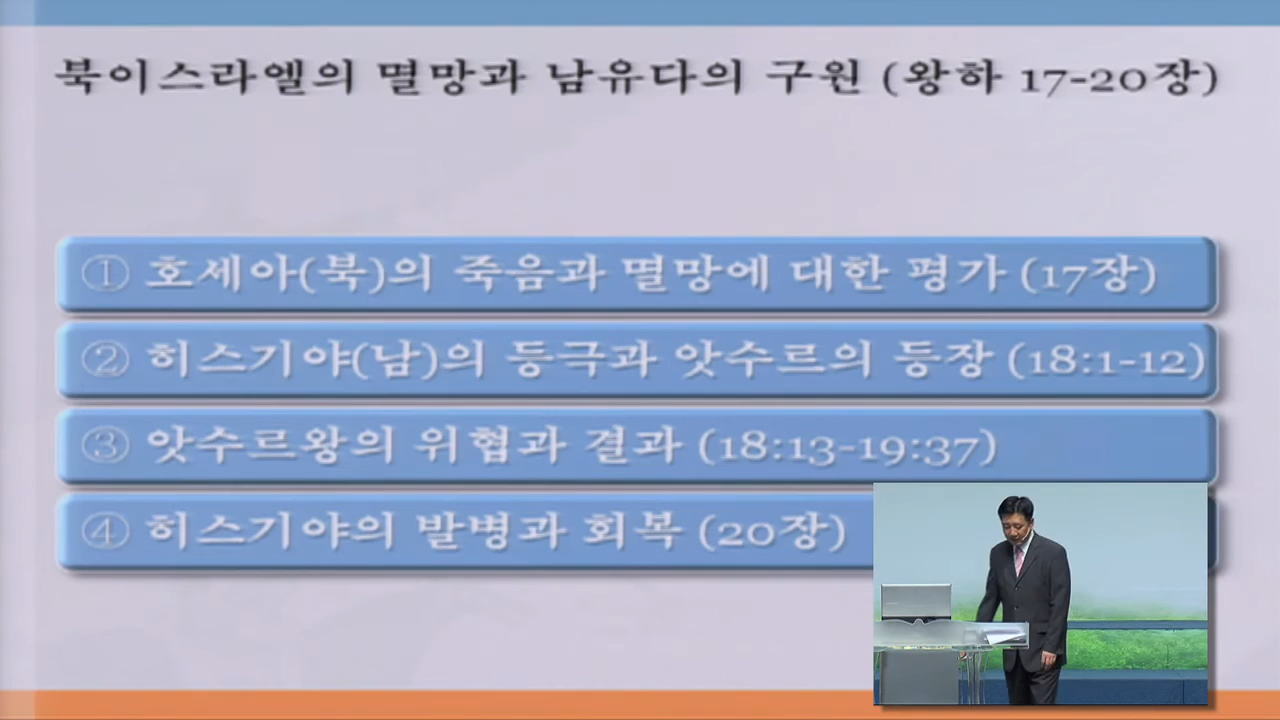 북이스라엘의 멸망과 남유다의 구원 (왕하 17-20장)
① 호세아(북)의 죽음과 멸망에 대한 평가 (17장)
② 히스기야(남)의 등극과 앗수르의 등장 (18:1-12)
③ 앗수르왕의 위협과 결과 (18:13-19:37)
④ 히스기야의 발병과 회복 (20장)